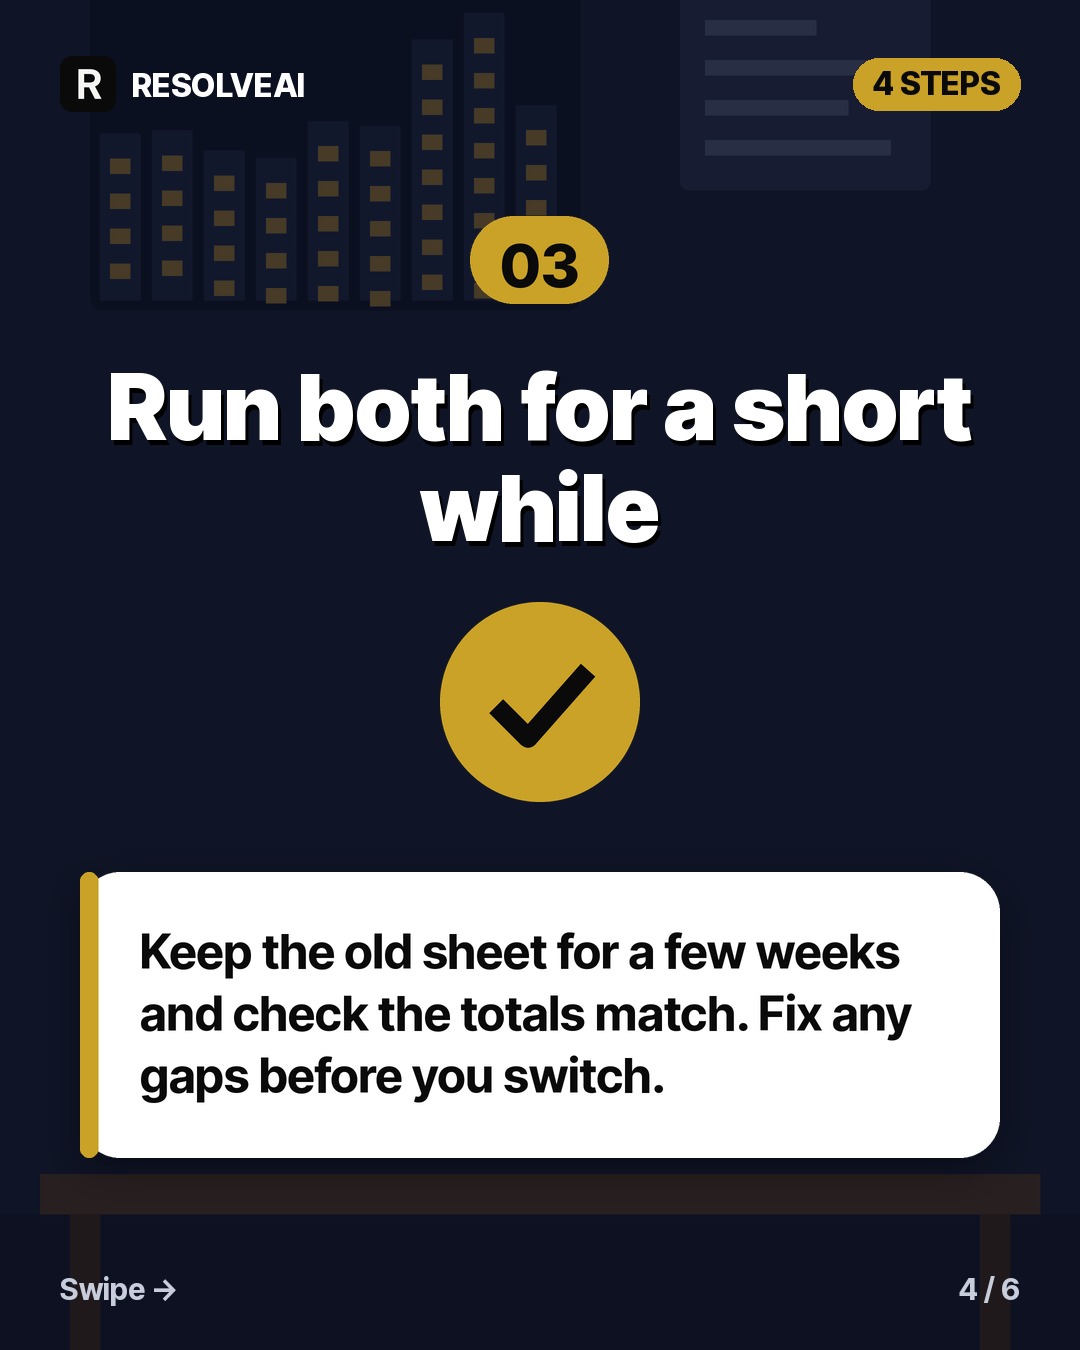 R RESOLVEAI
4 STEPS
03
Run both for a short
while
Keep the old sheet for a few weeks
and check the totals match. Fix any
gaps before you switch.
Swipe →
4 / 6